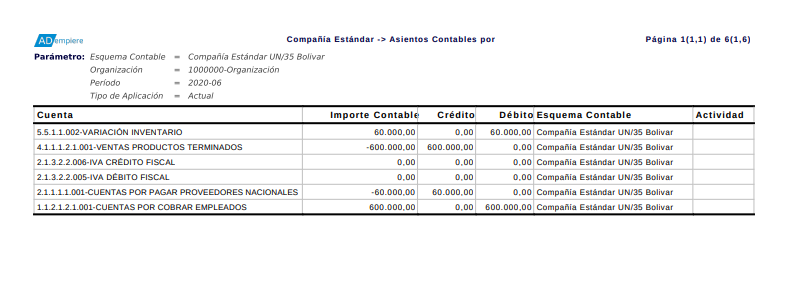 ADempiere Compañía Estándar -> Asientos Contables por Página 1(1,1) de 6(1,6)
Parámetro: Esquema Contable = Compañía Estándar UN/35 Bolivar
Organización = 1000000-Organización
Período = 2020-06
Tipo de Aplicación = Actual
Cuenta Importe Contable Crédito Débito Esquema Contable Actividad
5.5.1.1.002-VARIACIÓN INVENTARIO 60.000,00 0,00 60.000,00 Compañía Estándar UN/35 Bolivar
4.1.1.1.2.1.001-VENTAS PRODUCTOS TERMINADOS -600.000,00 600.000,00 0,00 Compañía Estándar UN/35 Bolivar
2.1.3.2.2.006-IVA CRÉDITO FISCAL 0,00 0,00 0,00 Compañía Estándar UN/35 Bolivar
2.1.3.2.2.005-IVA DÉBITO FISCAL 0,00 0,00 0,00 Compañía Estándar UN/35 Bolivar
2.1.1.1.1.001-CUENTAS POR PAGAR PROVEEDORES NACIONALES -60.000,00 60.000,00 0,00 Compañía Estándar UN/35 Bolivar
1.1.2.1.2.1.001-CUENTAS POR COBRAR EMPLEADOS 600.000,00 0,00 600.000,00 Compañía Estándar UN/35 Bolivar